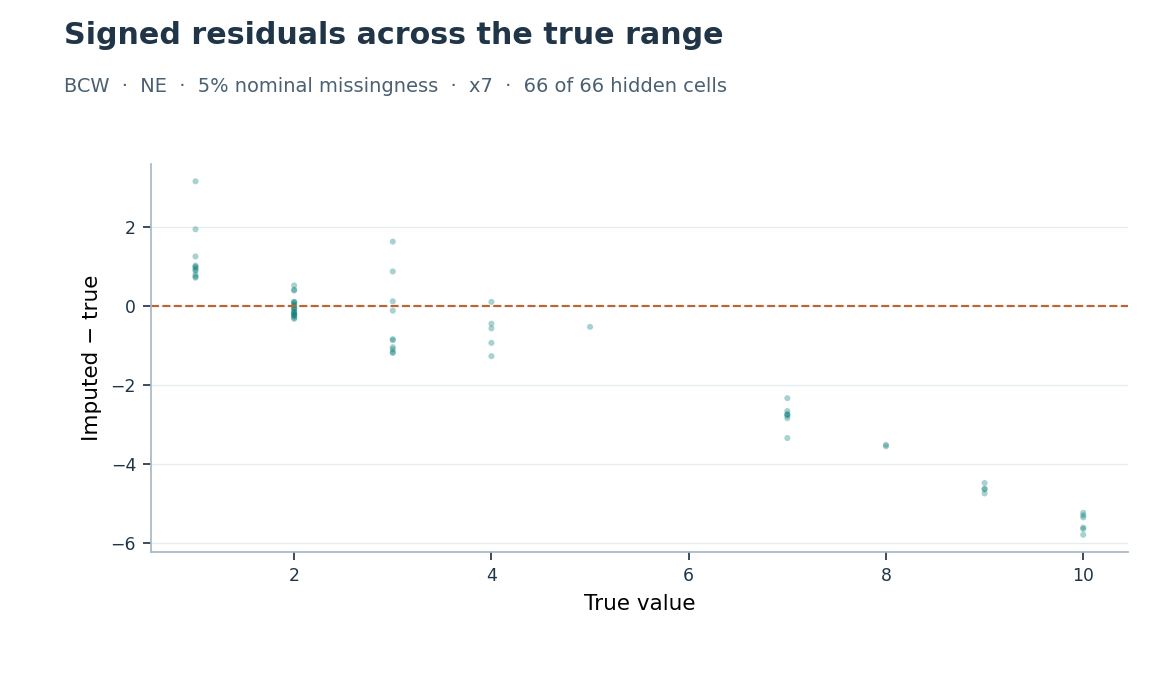 Signed residuals across the true range
BCW · NE · 5% nominal missingness · x7 · 66 of 66 hidden cells
Imputed − true
2
0
−2
−4
−6
2
4
6
8
10
True value